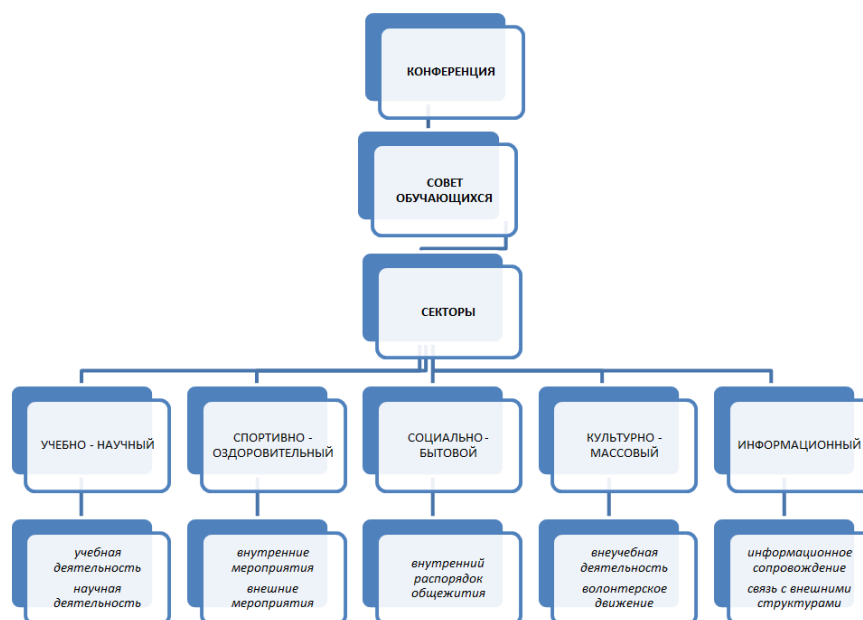 КОНФЕРЕНЦИЯ
СОВЕТ
ОБУЧАЮЩИХСЯ
СЕКТОРЫ
УЧЕБНО - НАУЧНЫЙ
СПОРТИВНО -
ОЗДОРОВИТЕЛЬНЫЙ
СОЦИАЛЬНО -
БЫТОВОЙ
КУЛЬТУРНО -
МАССОВЫЙ
ИНФОРМАЦИОННЫЙ
учебная
деятельность
научная
деятельность
внутренние
мероприятия
внешние
мероприятия
внутренний
распорядок
общежития
внеучебная
деятельность
волонтерское
движение
информационное
сопровождение
связь с внешними
структурами